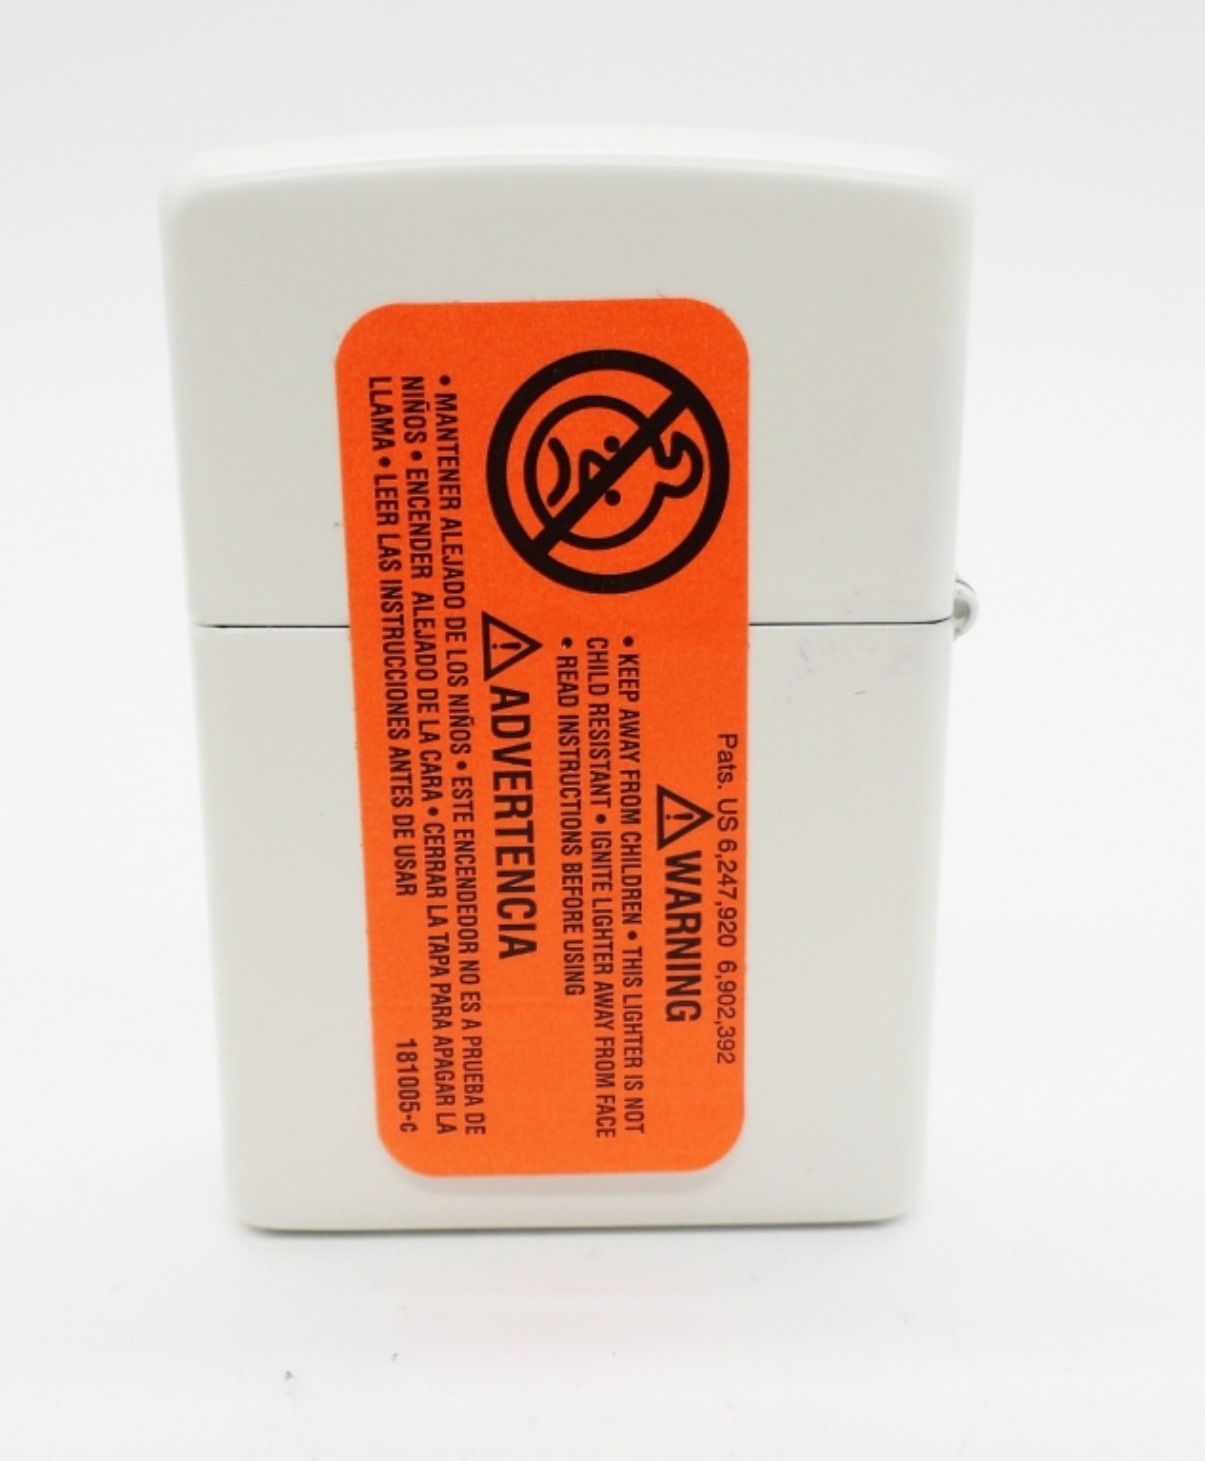 Pats. US 6,247,920 6,902,392
WARNING
• KEEP AWAY FROM CHILDREN • THIS LIGHTER IS NOT
CHILD RESISTANT • IGNITE LIGHTER AWAY FROM FACE
• READ INSTRUCTIONS BEFORE USING
ADVERTENCIA
• MANTENER ALEJADO DE LOS NIÑOS • ESTE ENCENDEDOR NO ES A PRUEBA DE
NIÑOS • ENCENDER ALEJADO DE LA CARA • CERRAR LA TAPA PARA APAGAR LA
LLAMA • LEER LAS INSTRUCCIONES ANTES DE USAR
181005-c